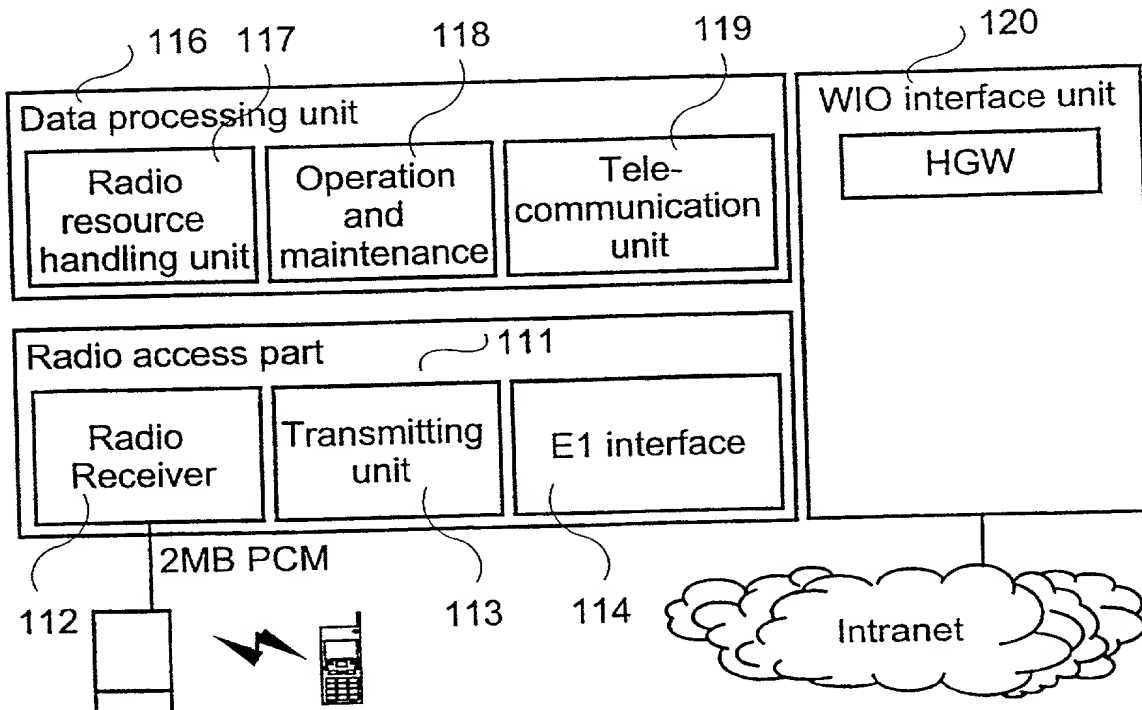 117
116
118
119
120
Data processing unit
Radio
resource
handling unit
Operation
and
maintenance
Tele-
communication
unit
WIO interface unit
HGW
Radio access part
111
Radio
Receiver
Transmitting
unit
E1 interface
2MB PCM
112
113
114
Intranet